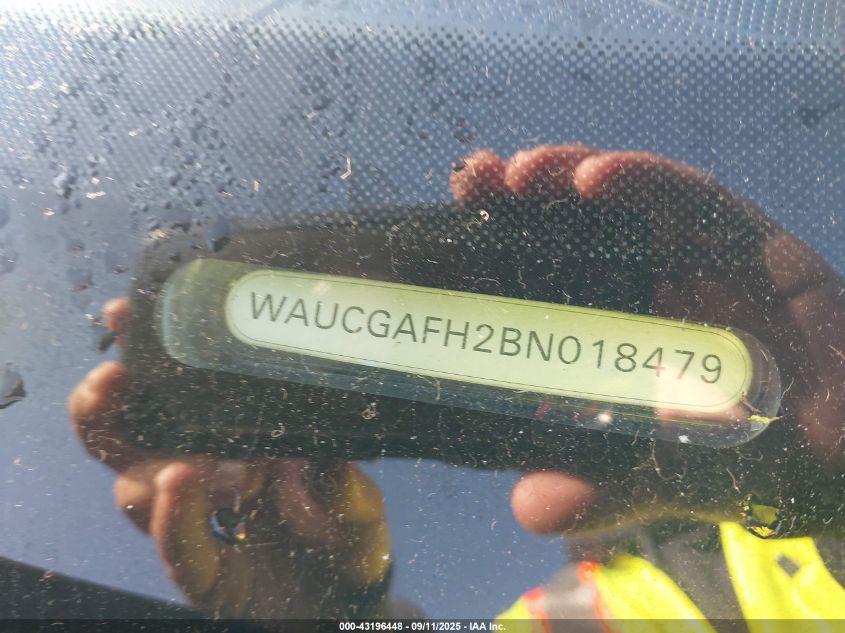 WAUCGAFH2BN018479
000-43196448 - 09/11/2025 - IAA Inc.